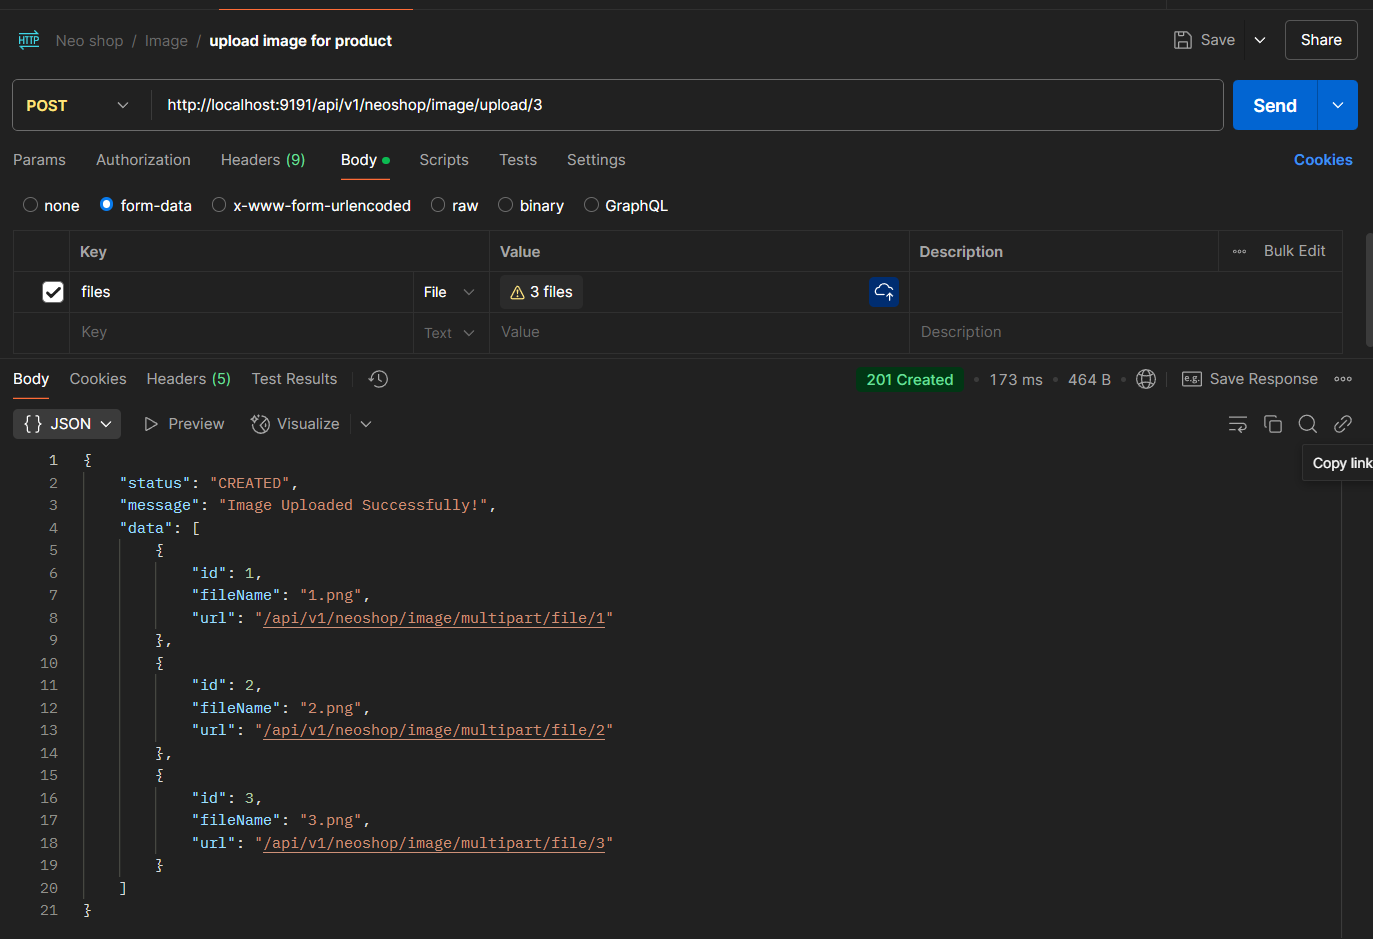 HTTP Neo shop / Image / upload image for product Save Share
POST http://localhost:9191/api/v1/neoshop/image/upload/3 Send
Params Authorization Headers (9) Body Scripts Tests Settings Cookies
none form-data x-www-form-urlencoded raw binary GraphQL
Key Value Description Bulk Edit
files File 3 files
Key Text Value Description
Body Cookies Headers (5) Test Results 201 Created • 173 ms • 464 B • e.g. Save Response
{} JSON Preview Visualize
Copy link
1 {
2 "status": "CREATED",
3 "message": "Image Uploaded Successfully!",
4 "data": [
5 {
6 "id": 1,
7 "fileName": "1.png",
8 "url": "/api/v1/neoshop/image/multipart/file/1"
9 },
10 {
11 "id": 2,
12 "fileName": "2.png",
13 "url": "/api/v1/neoshop/image/multipart/file/2"
14 },
15 {
16 "id": 3,
17 "fileName": "3.png",
18 "url": "/api/v1/neoshop/image/multipart/file/3"
19 }
20 ]
21 }